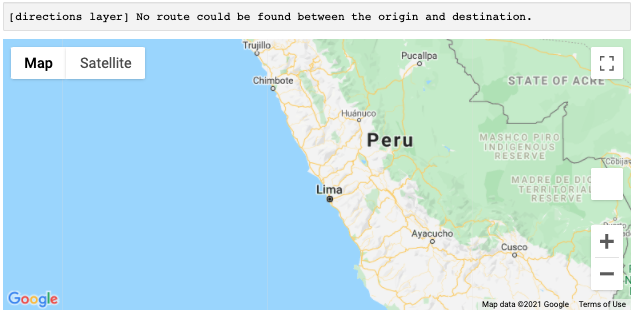 [directions layer] No route could be found between the origin and destination.
Map Satellite
Trujillo
Pucallpa
Chimbote
STATE OF ACRE
Huánuco
Peru
MASHCO PIRO
INDIGENOUS
RESERVE
Cobija
MADRE DE DIOS
TERRITORIAL
RESERVE
Lima
Ayacucho
Cusco
Google
Map data ©2021 Google Terms of Use